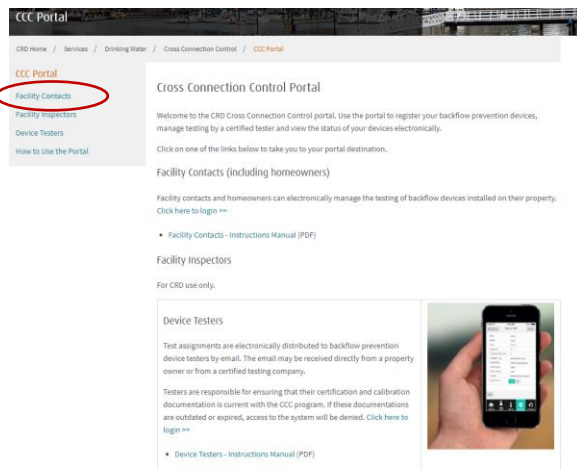 CCC Portal
CRD Home / Services / Drinking Water / Cross Connection Control / CCC Portal
CCC Portal
Facility Contacts
Facility Inspectors
Device Testers
How to Use the Portal
Cross Connection Control Portal
Welcome to the CRD Cross Connection Control portal. Use the portal to register your backflow prevention devices,
manage testing by a certified tester and view the status of your devices electronically.
Click on one of the links below to take you to your portal destination.
Facility Contacts (including homeowners)
Facility contacts and homeowners can electronically manage the testing of backflow devices installed on their property.
Click here to login >>
• Facility Contacts - Instructions Manual (PDF)
Facility Inspectors
For CRD use only.
Device Testers
Test assignments are electronically distributed to backflow prevention
device testers by email. The email may be received directly from a property
owner or from a certified testing company.
Testers are responsible for ensuring that their certification and calibration
documentation is current with the CCC program. If these documentations
are outdated or expired, access to the system will be denied. Click here to
login >>
• Device Testers - Instructions Manual (PDF)